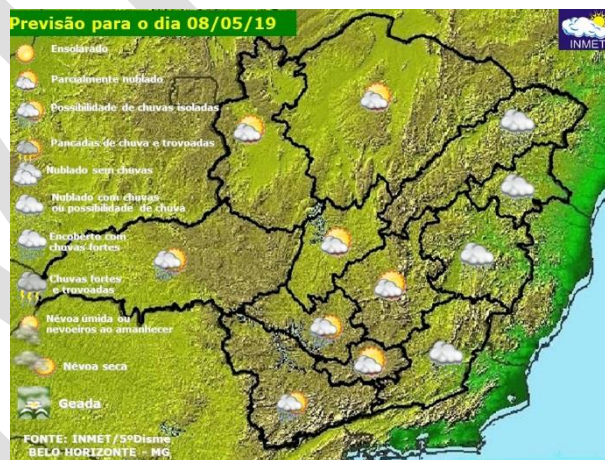 Previsão para o dia 08/05/19
INMET
Ensolarado
Parcialmente nublado
Possibilidade de chuvas isoladas
Pancadas de chuva e trovoadas
Nublado sem chuvas
Nublado com chuvas
ou possibilidade de chuva
Encoberto com
chuvas fortes
Chuvas fortes
e trovoadas
Névoa úmida ou
nevoeiros ao amanhecer
Névoa seca
Geada
FONTE: INMET/5ºDisme
BELO HORIZONTE - MG